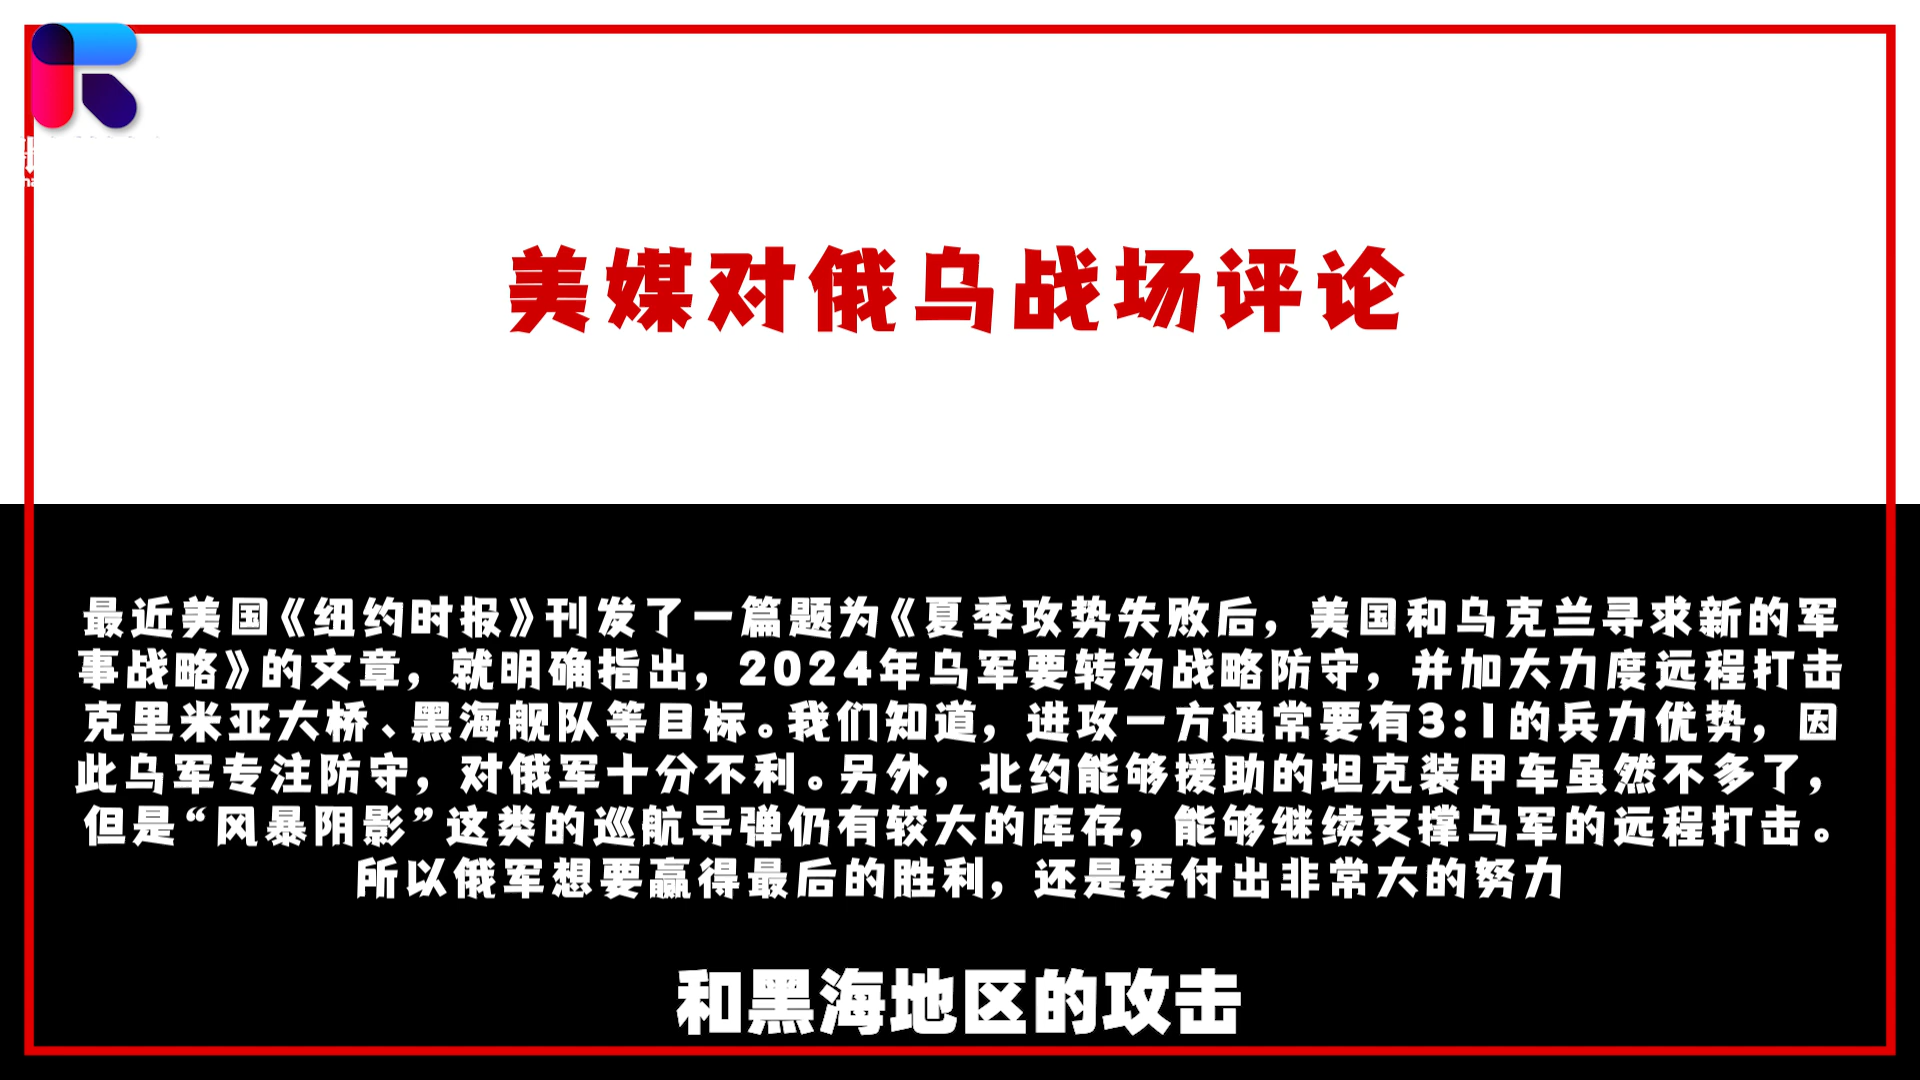 美媒对俄乌战场评论
最近美国《纽约时报》刊发了一篇题为《夏季攻势失败后，美国和乌克兰寻求新的军
事战略》的文章，就明确指出，2024年乌军要转为战略防守，并加大力度远程打击
克里米亚大桥、黑海舰队等目标。我们知道，进攻一方通常要有3:1的兵力优势，因
此乌军专注防守，对俄军十分不利。另外，北约能够援助的坦克装甲车虽然不多了，
但是“风暴阴影”这类的巡航导弹仍有较大的库存，能够继续支撑乌军的远程打击。
所以俄军想要赢得最后的胜利，还是要付出非常大的努力
和黑海地区的攻击